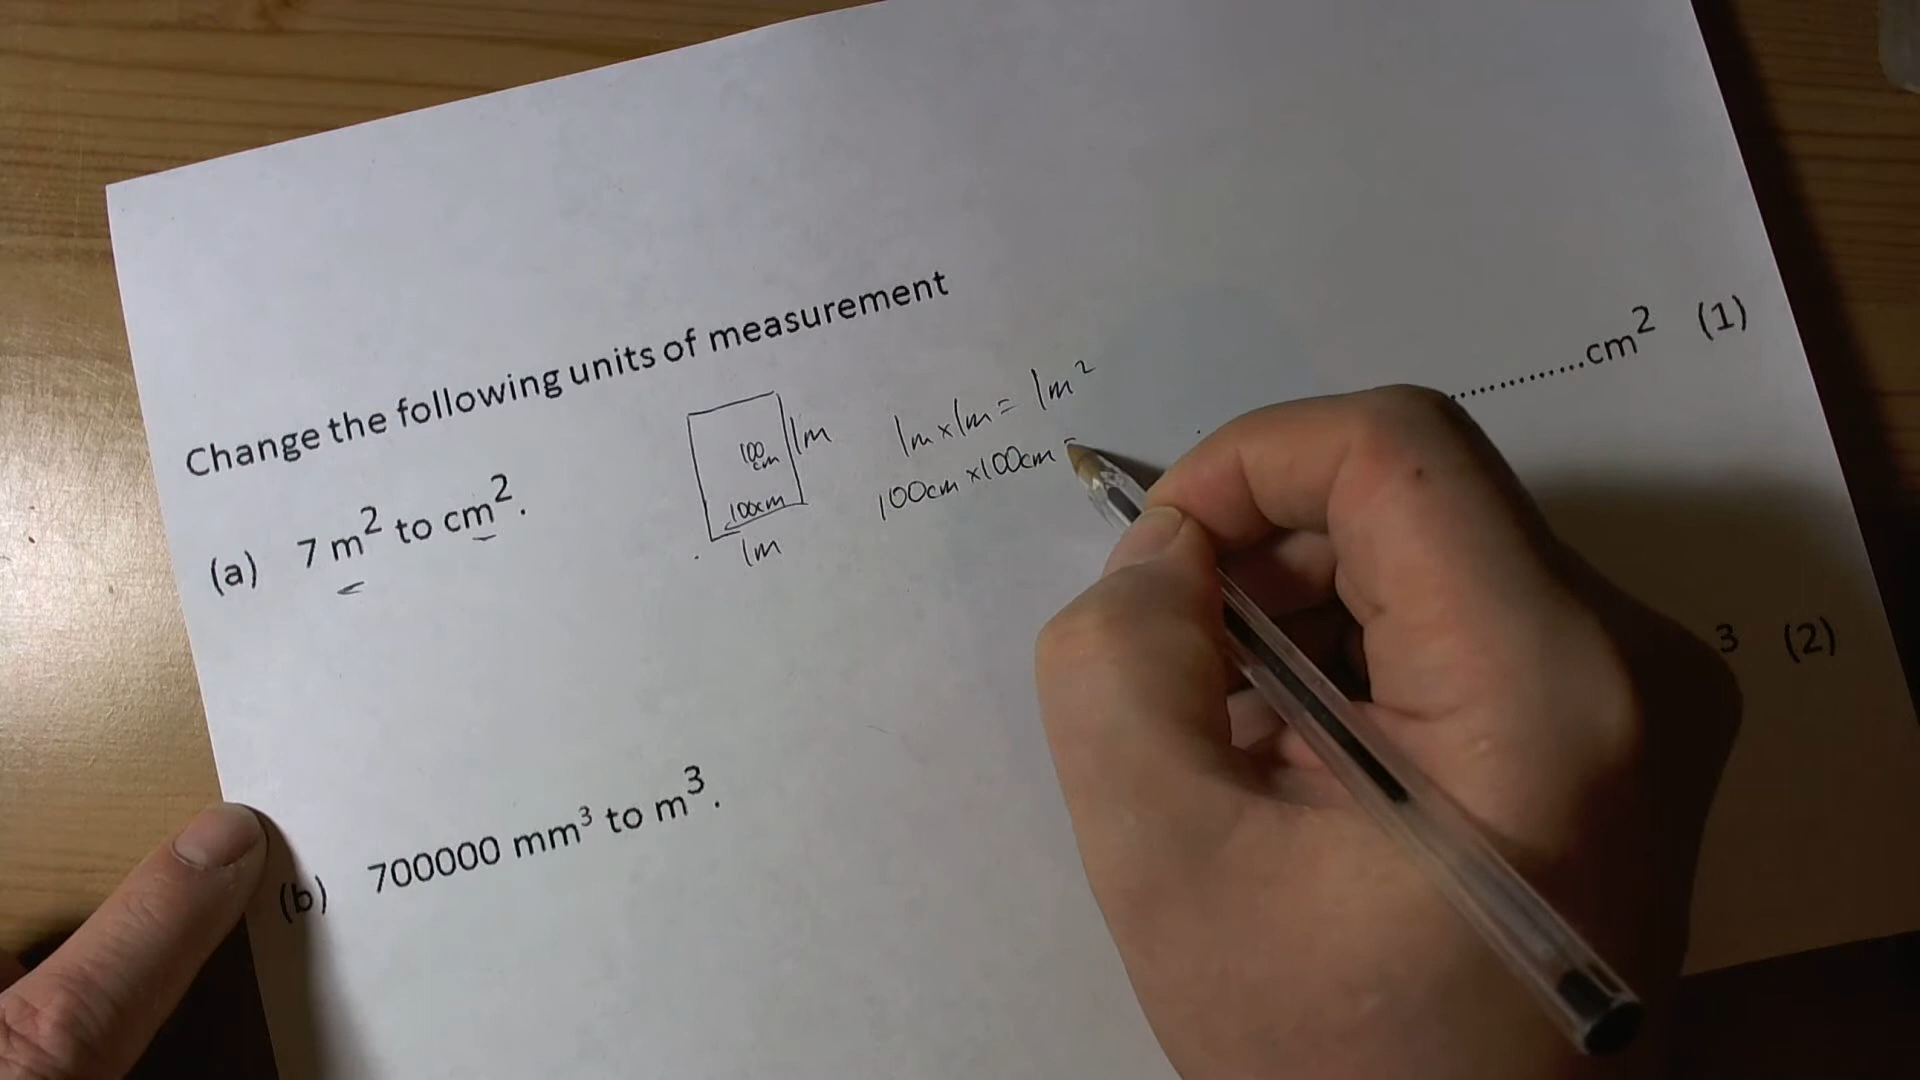 Change the following units of measurement
(a) 7 m² to cm².
100 cm
1m
100cm
1m
1m × 1m = 1m²
100cm × 100cm =
..............cm² (1)
(b) 700000 mm³ to m³.
3 (2)